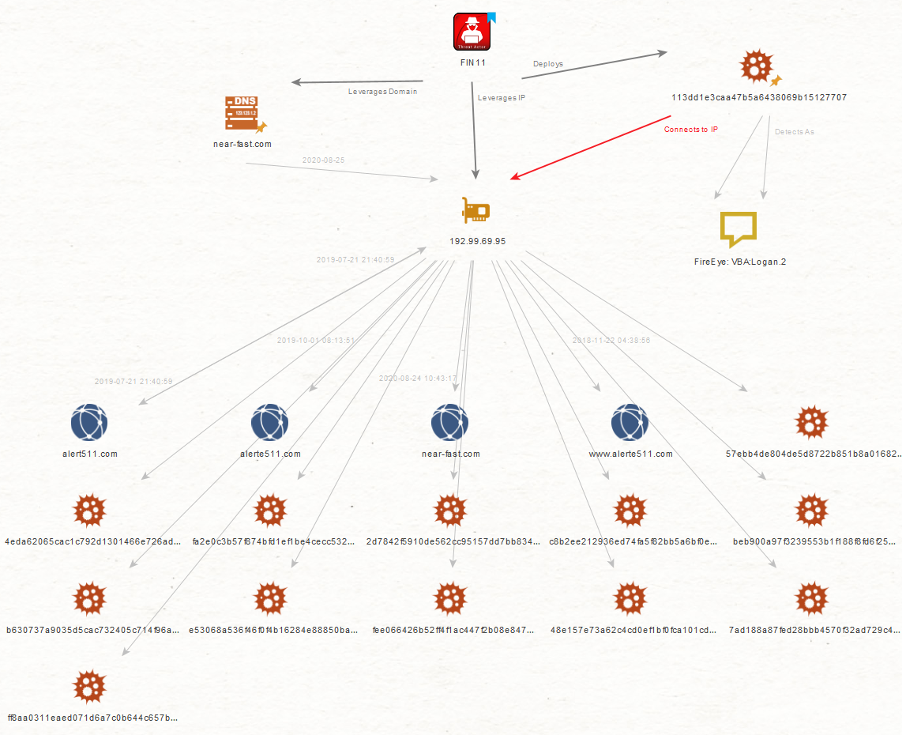 Threat Actor
FIN11
Deploys
Leverages Domain
Leverages IP
113dd1e3caa47b5a6438069b15127707
DNS
Connects to IP
Detects As
near-fast.com
2020-08-25
192.99.69.95
FireEye: VBA.Logan.2
2019-07-21 21:40:59
2019-10-01 08:13:51
2018-11-22 04:38:56
2019-07-21 21:40:59
2020-08-24 10:43:17
alert511.com
alerte511.com
near-fast.com
www.alerte511.com
57ebb4de804de5d8722b851b8a01682...
4eda62065cac1c792d1301466e726ad...
fa2e0c3b57f874bfd1ef1be4cecc532...
2d7842f5910de562cc95157dd7bb834...
c8b2ee212936ed74fa5f82bb5a6bf0e...
beb900a97f3239553b1f188f8fd6f25...
b630737a9035d5cac732405c714f96a...
e53068a536f46f0f4b16284e88850ba...
fee066426b52ff4f1ac447f2b08e847...
48e157e73a62c4cd0ef1bf0fca101cd...
7ad188a87fed28bbb4570f32ad729c4...
ff8aa0311eaed071d6a7c0b644c657b...